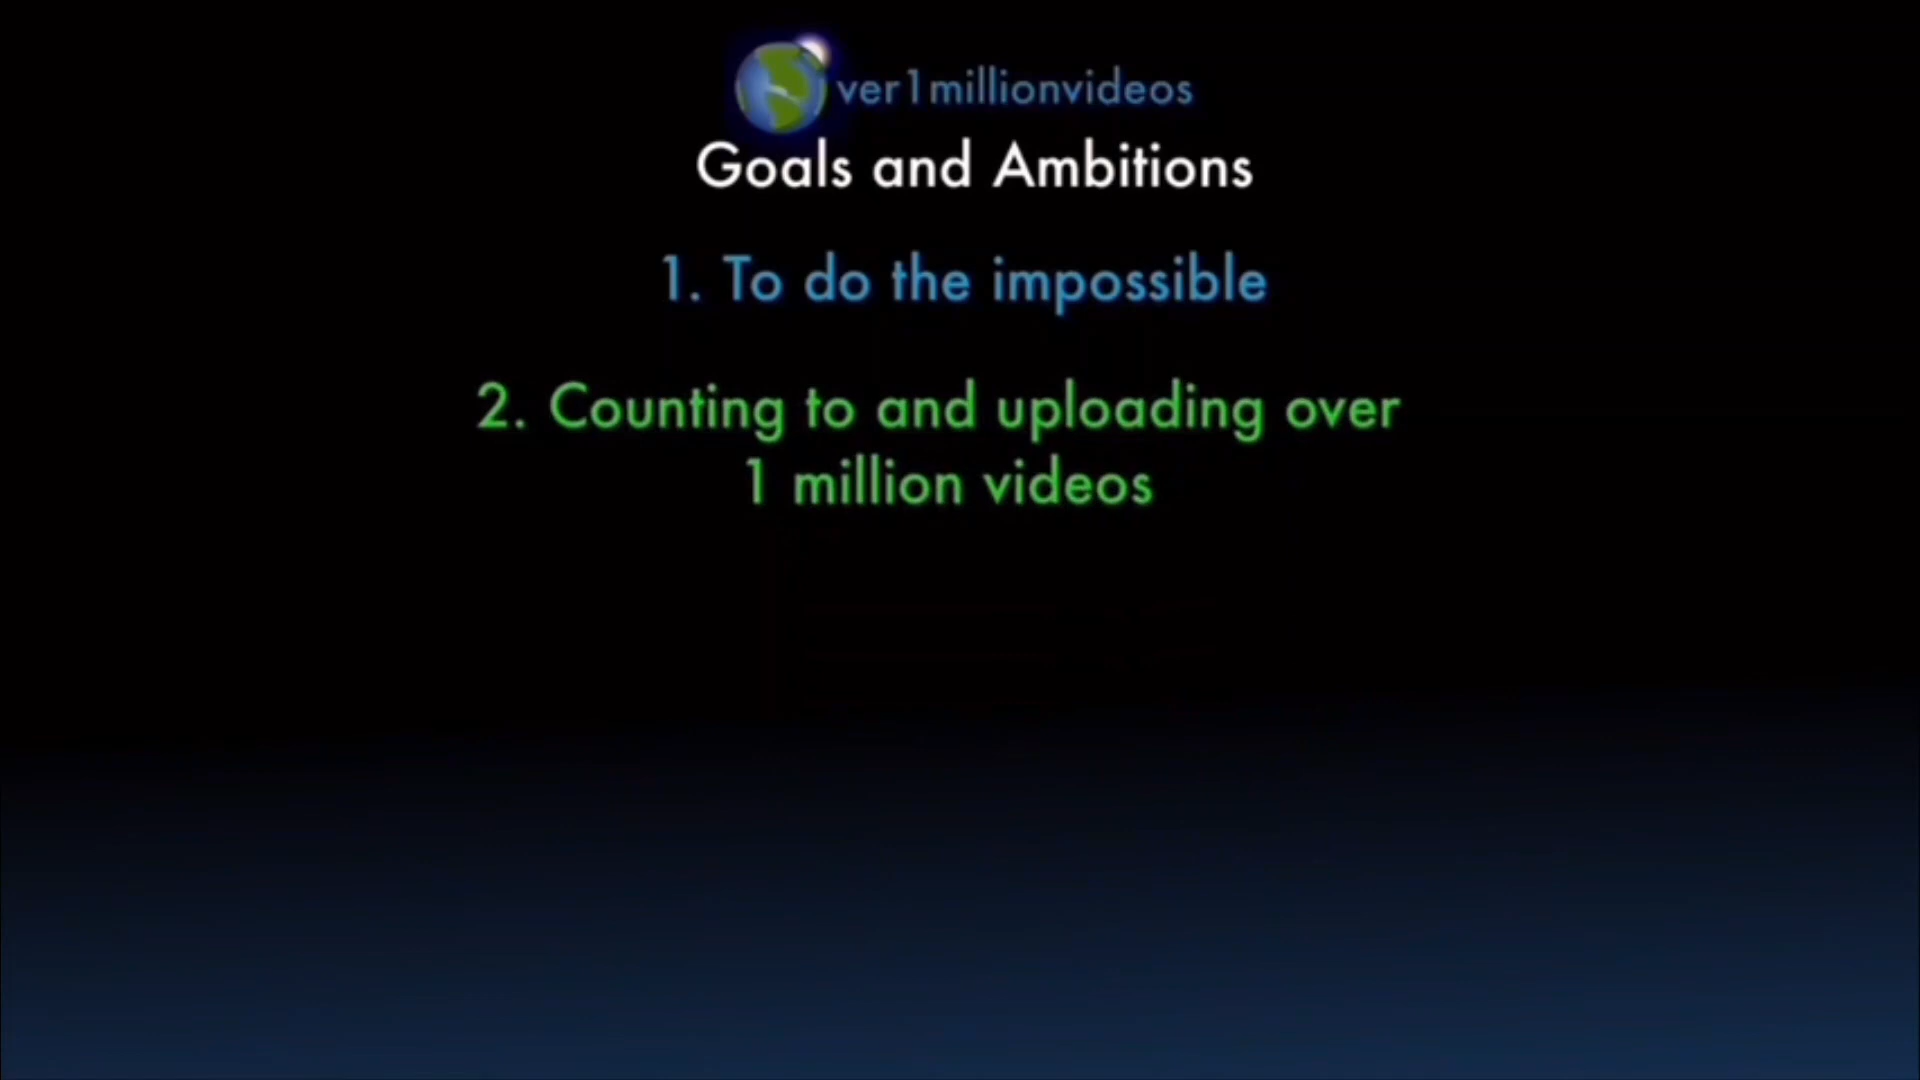 ver1millionvideos
Goals and Ambitions
1. To do the impossible
2. Counting to and uploading over
1 million videos